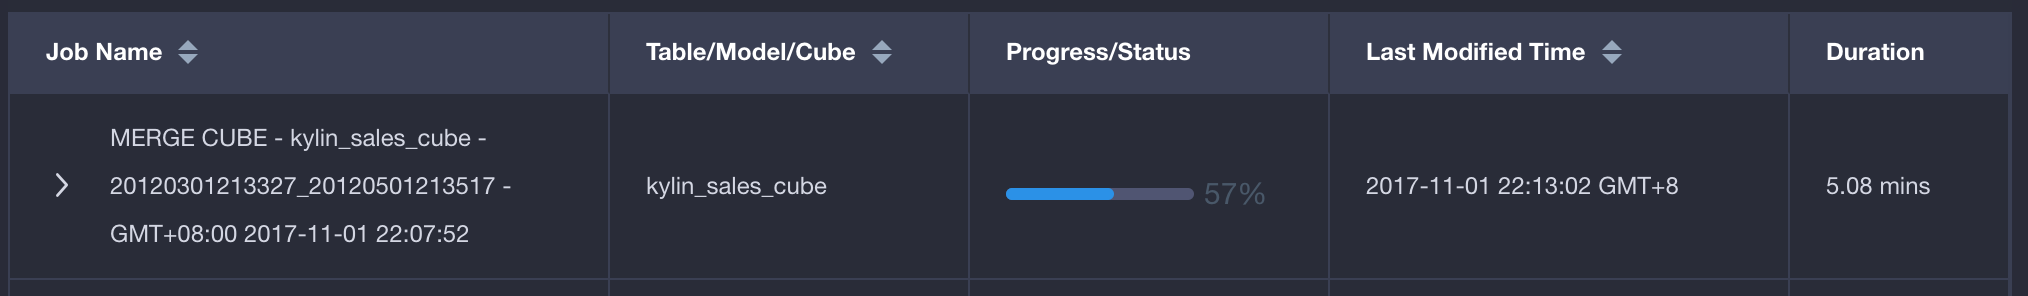 Job Name Table/Model/Cube Progress/Status Last Modified Time Duration
MERGE CUBE - kylin_sales_cube -
20120301213327_20120501213517 - kylin_sales_cube 57% 2017-11-01 22:13:02 GMT+8 5.08 mins
GMT+08:00 2017-11-01 22:07:52